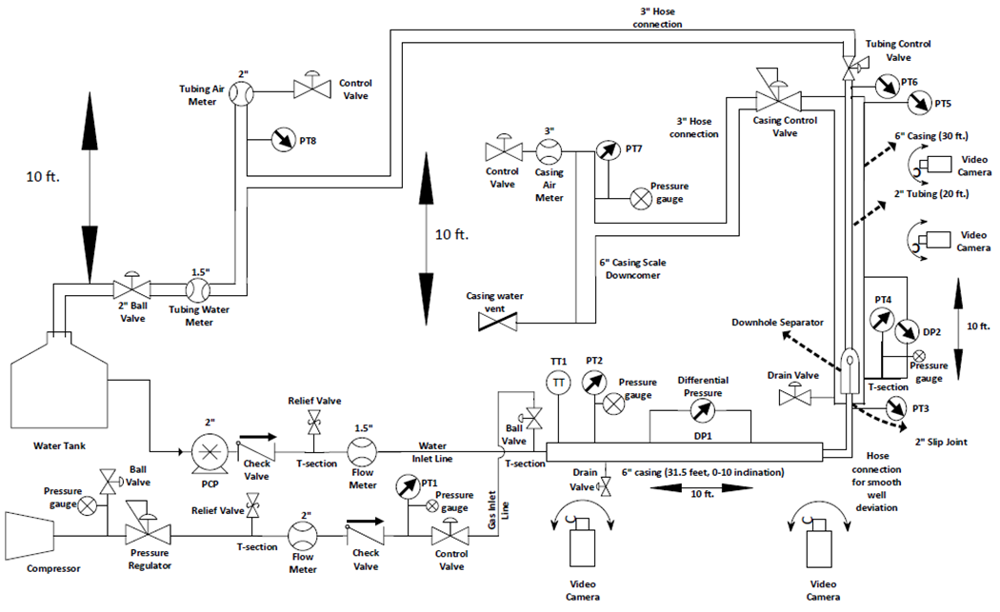 3" Hose
connection
Tubing Control
Valve
2"
Tubing Air
Meter
Control
Valve
PT8
PT6
PT5
10 ft.
3" Hose
connection
Casing Control
Valve
3"
Control
Valve
Casing
Air
Meter
PT7
Pressure
gauge
6" Casing (30 ft.)
Video
Camera
2" Tubing (20 ft.)
Video
Camera
10 ft.
6" Casing Scale
Downcomer
1.5"
2" Ball
Valve
Tubing Water
Meter
Casing water
vent
PT4
DP2
10 ft.
Downhole Separator
Pressure
gauge
T-section
Drain Valve
PT3
2" Slip Joint
TT1
TT
PT2
Pressure
gauge
Differential
Pressure
DP1
Water Tank
2"
PCP
Check
Valve
Relief Valve
T-section
1.5"
Flow
Meter
Water
Inlet Line
Ball
Valve
T-section
Drain
Valve
6" casing (31.5 feet, 0-10 indination)
10 ft.
Hose
connection
for smooth
well
deviation
Ball
Valve
Pressure
gauge
Compressor
Pressure
Regulator
Relief Valve
T-section
2"
Flow
Meter
Check
Valve
PT1
Pressure
gauge
Control
Valve
Gas Inlet
Line
Video
Camera
Video
Camera